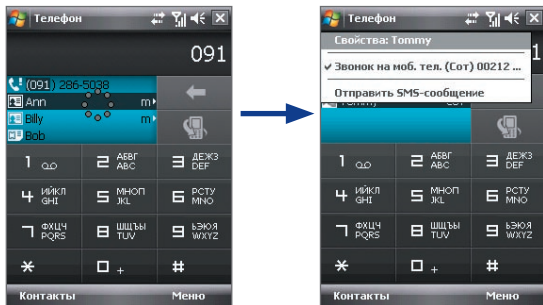 Телефон
091
(091) 286-5038
Ann m
Billy m
Bob
1 2 АБВГ ABC 3 ДЕЖЗ DEF
4 ИЙКЛ GHI 5 МНОП JKL 6 РСТУ MNO
7 ФХЦЧ PQRS 8 ШЩЪЫ TUV 9 ЬЭЮЯ WXYZ
* 0 + #
Контакты Меню
Телефон
Свойства: Tommy
1
Звонок на моб. тел. (Сот) 00212 ...
Отправить SMS-сообщение
Tommy
1 2 АБВГ ABC 3 ДЕЖЗ DEF
4 ИЙКЛ GHI 5 МНОП JKL 6 РСТУ MNO
7 ФХЦЧ PQRS 8 ШЩЪЫ TUV 9 ЬЭЮЯ WXYZ
* 0 + #
Контакты Меню